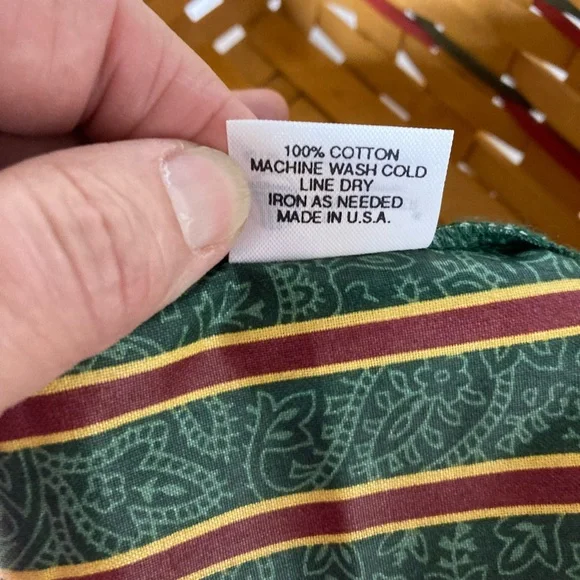 100% COTTON
MACHINE WASH COLD
LINE DRY
IRON AS NEEDED
MADE IN U.S.A.